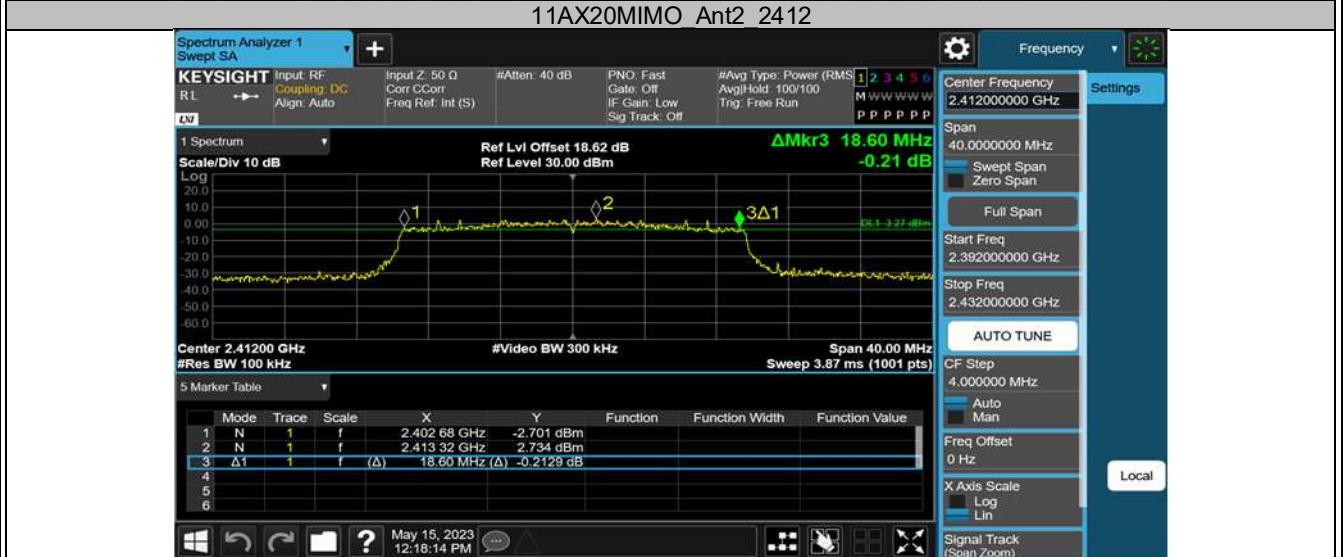 11AX20MIMO_Ant2_2412
Spectrum Analyzer 1
Swept SA
+
Frequency
KEYSIGHT Input: RF Input Z: 50 Ω #Atten: 40 dB PNO: Fast #Avg Type: Power (RMS 1 2 3 4 5 6
RL Coupling: DC Corr CCorr Gate: Off Avg|Hold: 100/100 M W W W W W
Align: Auto Freq Ref: Int (S) IF Gain: Low Trig: Free Run
LXI Sig Track: Off P P P P P P
Center Frequency
2.412000000 GHz
Settings
Span
40.0000000 MHz
Swept Span
Zero Span
Full Span
Start Freq
2.392000000 GHz
Stop Freq
2.432000000 GHz
AUTO TUNE
CF Step
4.000000 MHz
Auto
Man
Freq Offset
0 Hz
X Axis Scale
Log
Lin
Signal Track
(Span Zoom)
Local
1 Spectrum
Ref Lvl Offset 18.62 dB ΔMkr3 18.60 MHz
Scale/Div 10 dB Ref Level 30.00 dBm -0.21 dB
Log
20.0
10.0
0.00
-10.0
-20.0
-30.0
-40.0
-50.0
-60.0
1
2
3Δ1
DL1 -3.27 dBm
Center 2.41200 GHz #Video BW 300 kHz Span 40.00 MHz
#Res BW 100 kHz Sweep 3.87 ms (1001 pts)
5 Marker Table
Mode Trace Scale X Y Function Function Width Function Value
1 N 1 f 2.402 68 GHz -2.701 dBm
2 N 1 f 2.413 32 GHz 2.734 dBm
3 Δ1 1 f (Δ) 18.60 MHz (Δ) -0.2129 dB
4
5
6
? May 15, 2023
12:18:14 PM